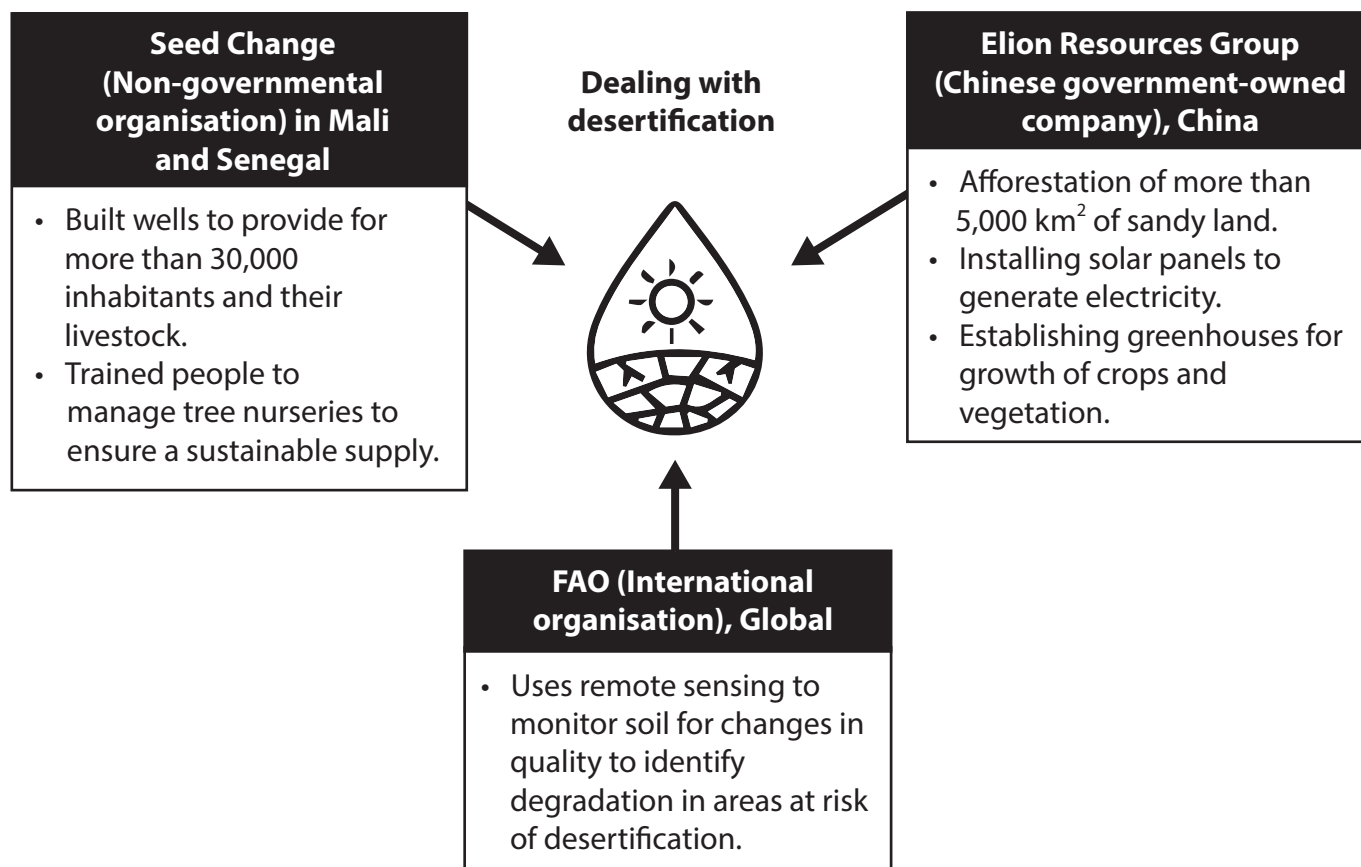 Seed Change
(Non-governmental
organisation) in Mali
and Senegal
• Built wells to provide for
more than 30,000
inhabitants and their
livestock.
• Trained people to
manage tree nurseries to
ensure a sustainable supply.
Dealing with
desertification
Elion Resources Group
(Chinese government-owned
company), China
• Afforestation of more than
5,000 km² of sandy land.
• Installing solar panels to
generate electricity.
• Establishing greenhouses for
growth of crops and
vegetation.
FAO (International
organisation), Global
• Uses remote sensing to
monitor soil for changes in
quality to identify
degradation in areas at risk
of desertification.